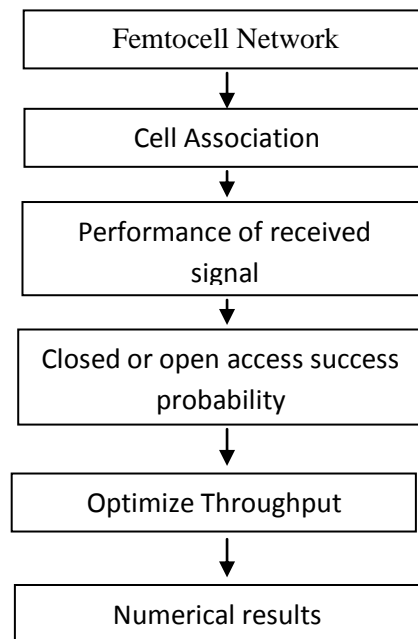 Femtocell Network
Cell Association
Performance of received
signal
Closed or open access success
probability
Optimize Throughput
Numerical results